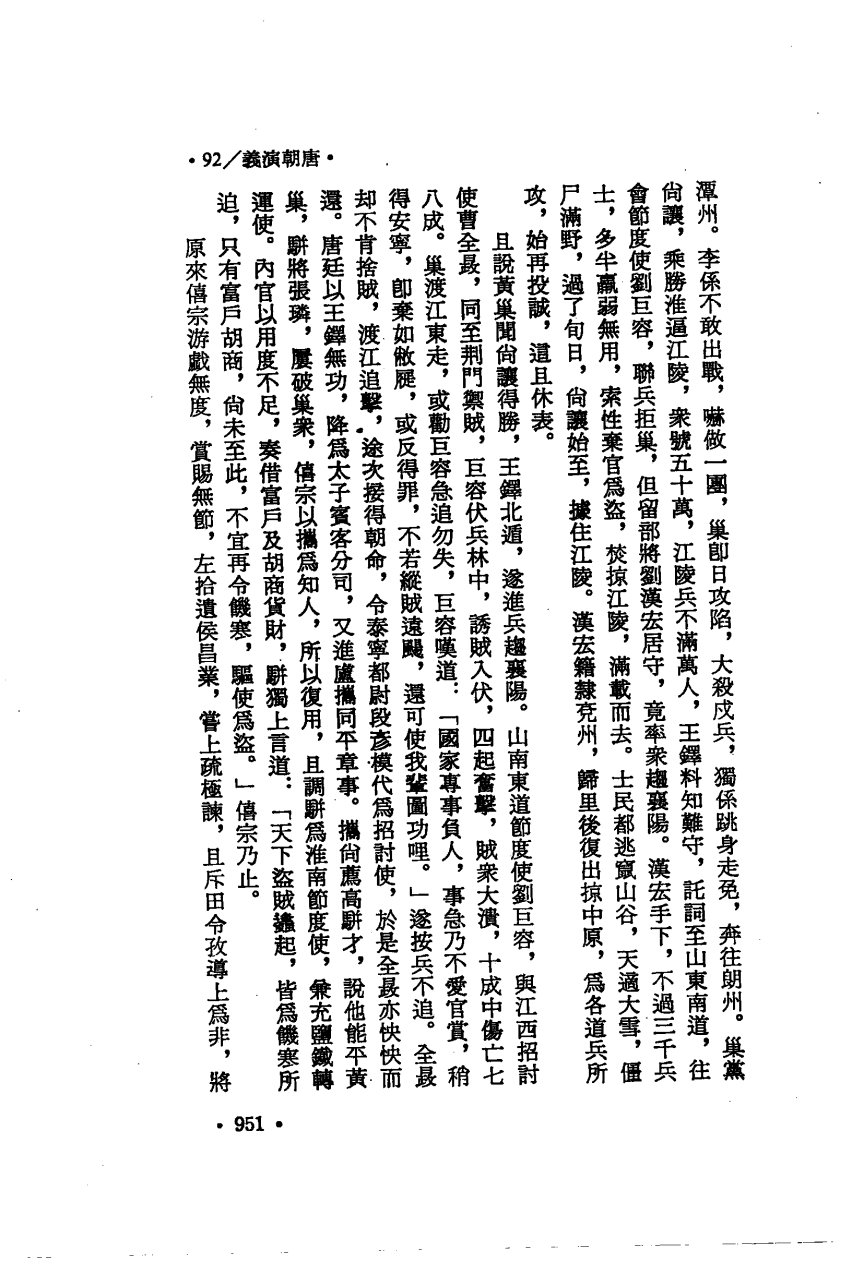 •92／義演朝唐•
潭州。李係不敢出戰，嚇做一團，巢卽日攻陷，大殺戍兵，獨係跳身走免，奔往朗州。巢黨
尙讓，乘勝進逼江陵，衆號五十萬，江陵兵不滿萬人，王鐸料知難守，託詞至山東南道，往
會節度使劉巨容，聯兵拒巢，但留部將劉漢宏居守，竟率衆趨襄陽。漢宏手下，不過三千兵
士，多半羸弱無用，索性棄官爲盜，焚掠江陵，滿載而去。士民都逃竄山谷，天適大雪，僵
尸滿野，過了旬日，尙讓始至，據住江陵。漢宏籍隸兗州，歸里後復出掠中原，爲各道兵所
攻，始再投誠，這且休表。
且說黃巢聞尙讓得勝，王鐸北遁，遂進兵趨襄陽。山南東道節度使劉巨容，與江西招討
使曹全晸，同至荆門禦賊，巨容伏兵林中，誘賊入伏，四起奮擊，賊衆大潰，十成中傷亡七
八成。巢渡江東走，或勸巨容急追勿失，巨容嘆道：「國家專事負人，事急乃不愛官賞，稍
得安寧，卽棄如敝屣，或反得罪，不若縱賊遠颺，還可使我輩圖功哩。」遂按兵不追。全晸
却不肯捨賊，渡江追擊，途次接得朝命，令泰寧都尉段彥模代爲招討使，於是全晸亦怏怏而
還。唐廷以王鐸無功，降爲太子賓客分司，又進盧攜同平章事。攜尙薦高駢才，說他能平黃
巢，駢將張璘，屢破巢衆，僖宗以攜爲知人，所以復用，且調駢爲淮南節度使，兼充鹽鐵轉
運使。內官以用度不足，奏借富戶及胡商貨財，駢獨上言道：「天下盜賊蠭起，皆爲饑寒所
迫，只有富戶胡商，尙未至此，不宜再令饑寒，驅使爲盜。」僖宗乃止。
原來僖宗游戲無度，賞賜無節，左拾遺侯昌業，嘗上疏極諫，且斥田令孜導上爲非，將
•951•